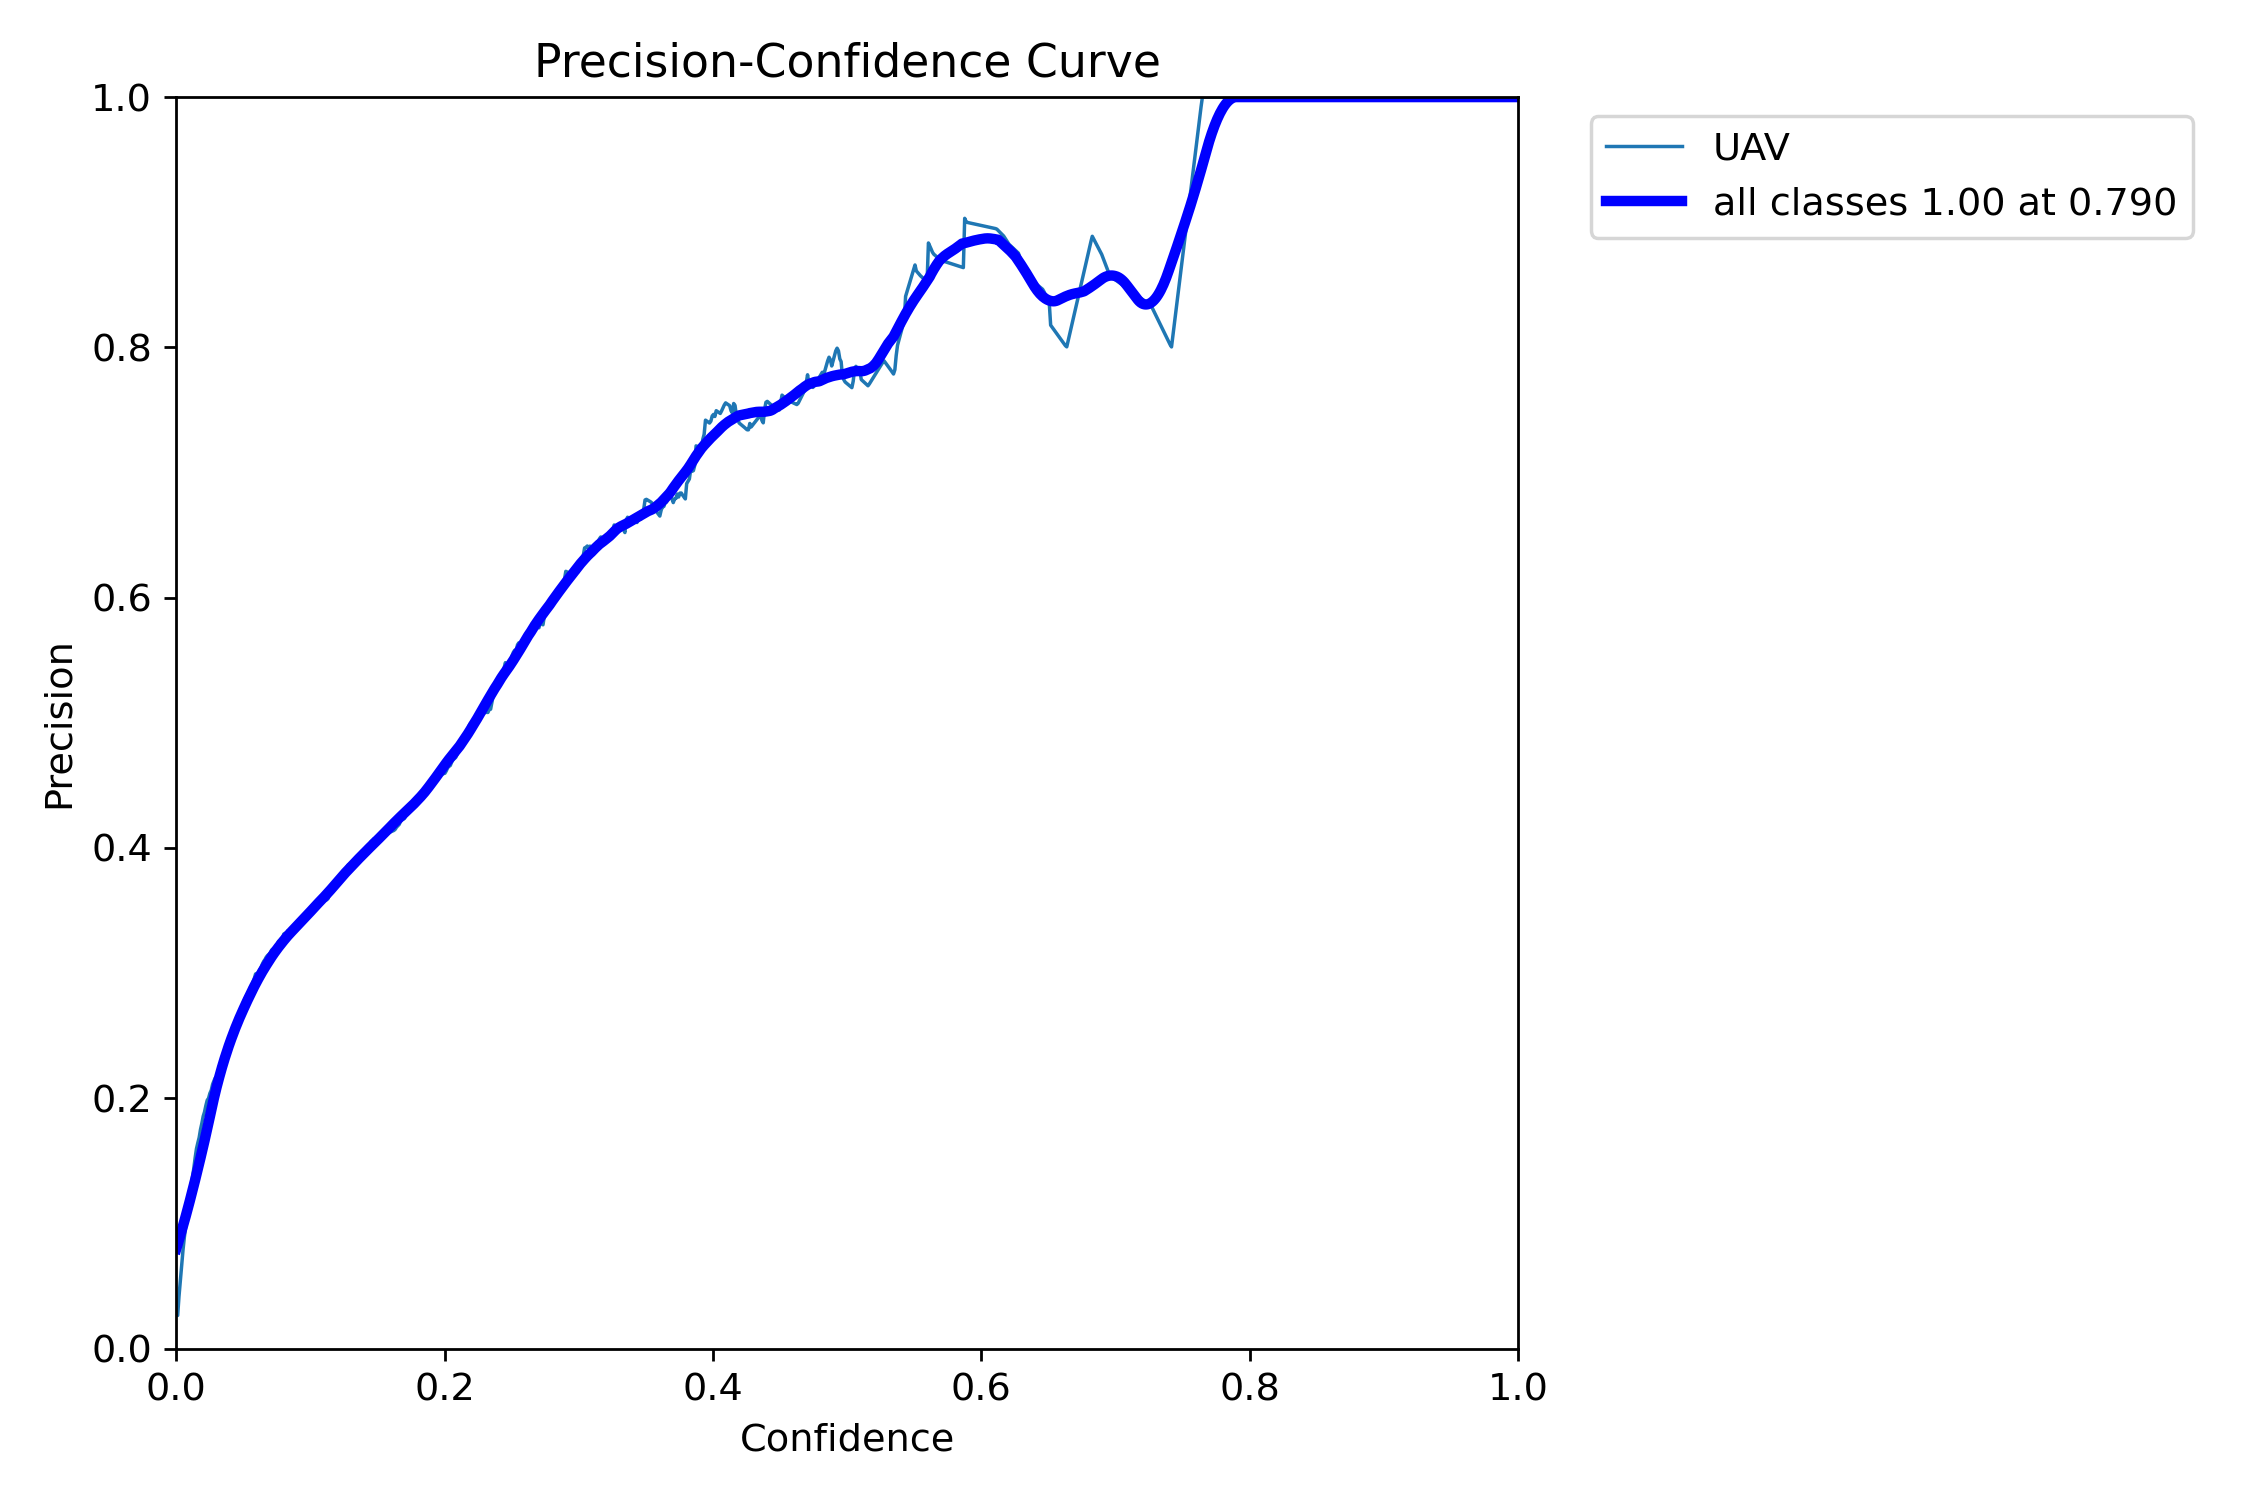 Precision-Confidence Curve
1.0
0.8
0.6
0.4
0.2
0.0
Precision
0.0 0.2 0.4 0.6 0.8 1.0
Confidence
UAV
all classes 1.00 at 0.790